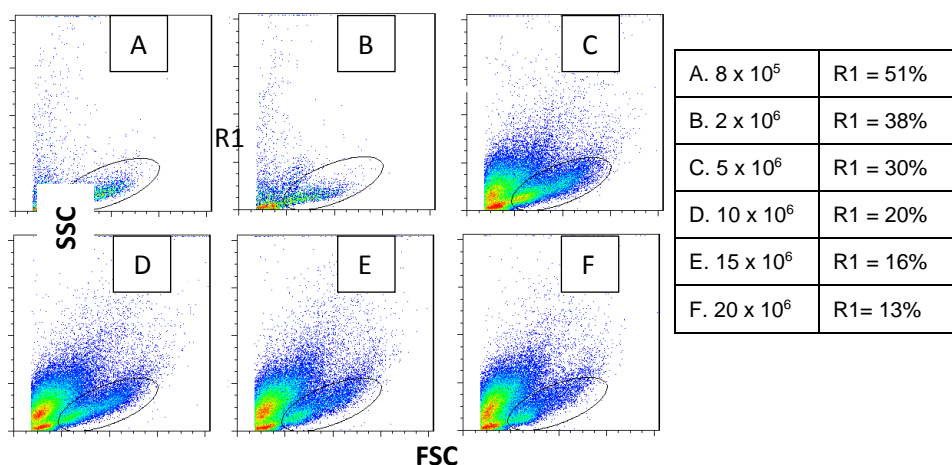 A
B
C
R1
SSC
D
E
F
FSC
A. 8 x 10⁵ R1 = 51%
B. 2 x 10⁶ R1 = 38%
C. 5 x 10⁶ R1 = 30%
D. 10 x 10⁶ R1 = 20%
E. 15 x 10⁶ R1 = 16%
F. 20 x 10⁶ R1= 13%